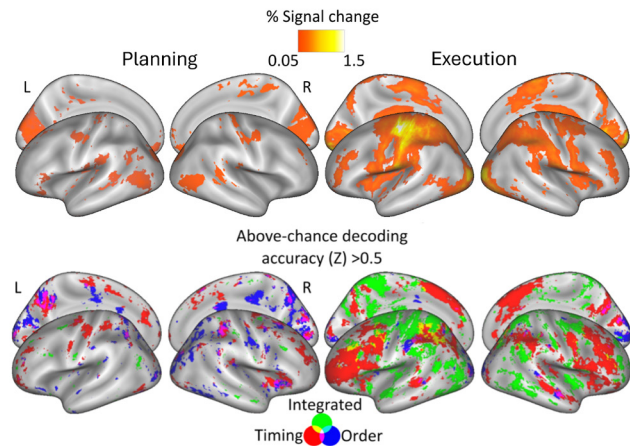 % Signal change
Planning
Execution
0.05 1.5
L
R
Above-chance decoding
accuracy (Z) >0.5
L
R
Integrated
Timing
Order